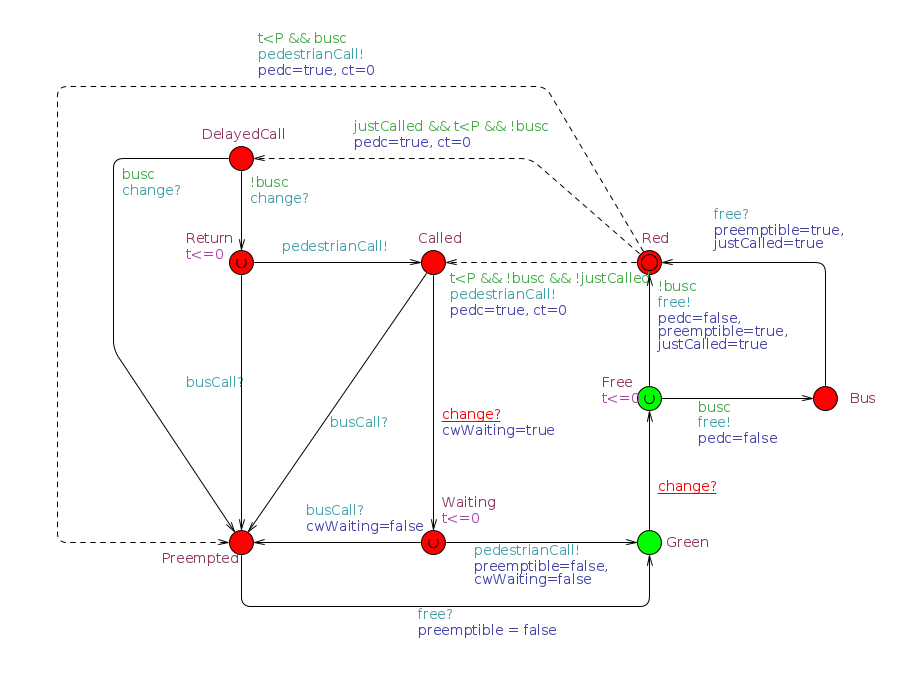 t<P && busc
pedestrianCall!
pedc=true, ct=0
justCalled && t<P && !busc
pedc=true, ct=0
DelayedCall
busc
change?
!busc
change?
Return
t<=0
pedestrianCall!
Called
Red
free?
preemptible=true,
justCalled=true
t<P && !busc && !justCalled
pedestrianCall!
pedc=true, ct=0
!busc
free!
pedc=false,
preemptible=true,
justCalled=true
busCall?
busCall?
change?
cwWaiting=true
Free
t<=0
busc
free!
pedc=false
Bus
change?
Waiting
t<=0
busCall?
cwWaiting=false
Preempted
pedestrianCall!
preemptible=false,
cwWaiting=false
Green
free?
preemptible = false